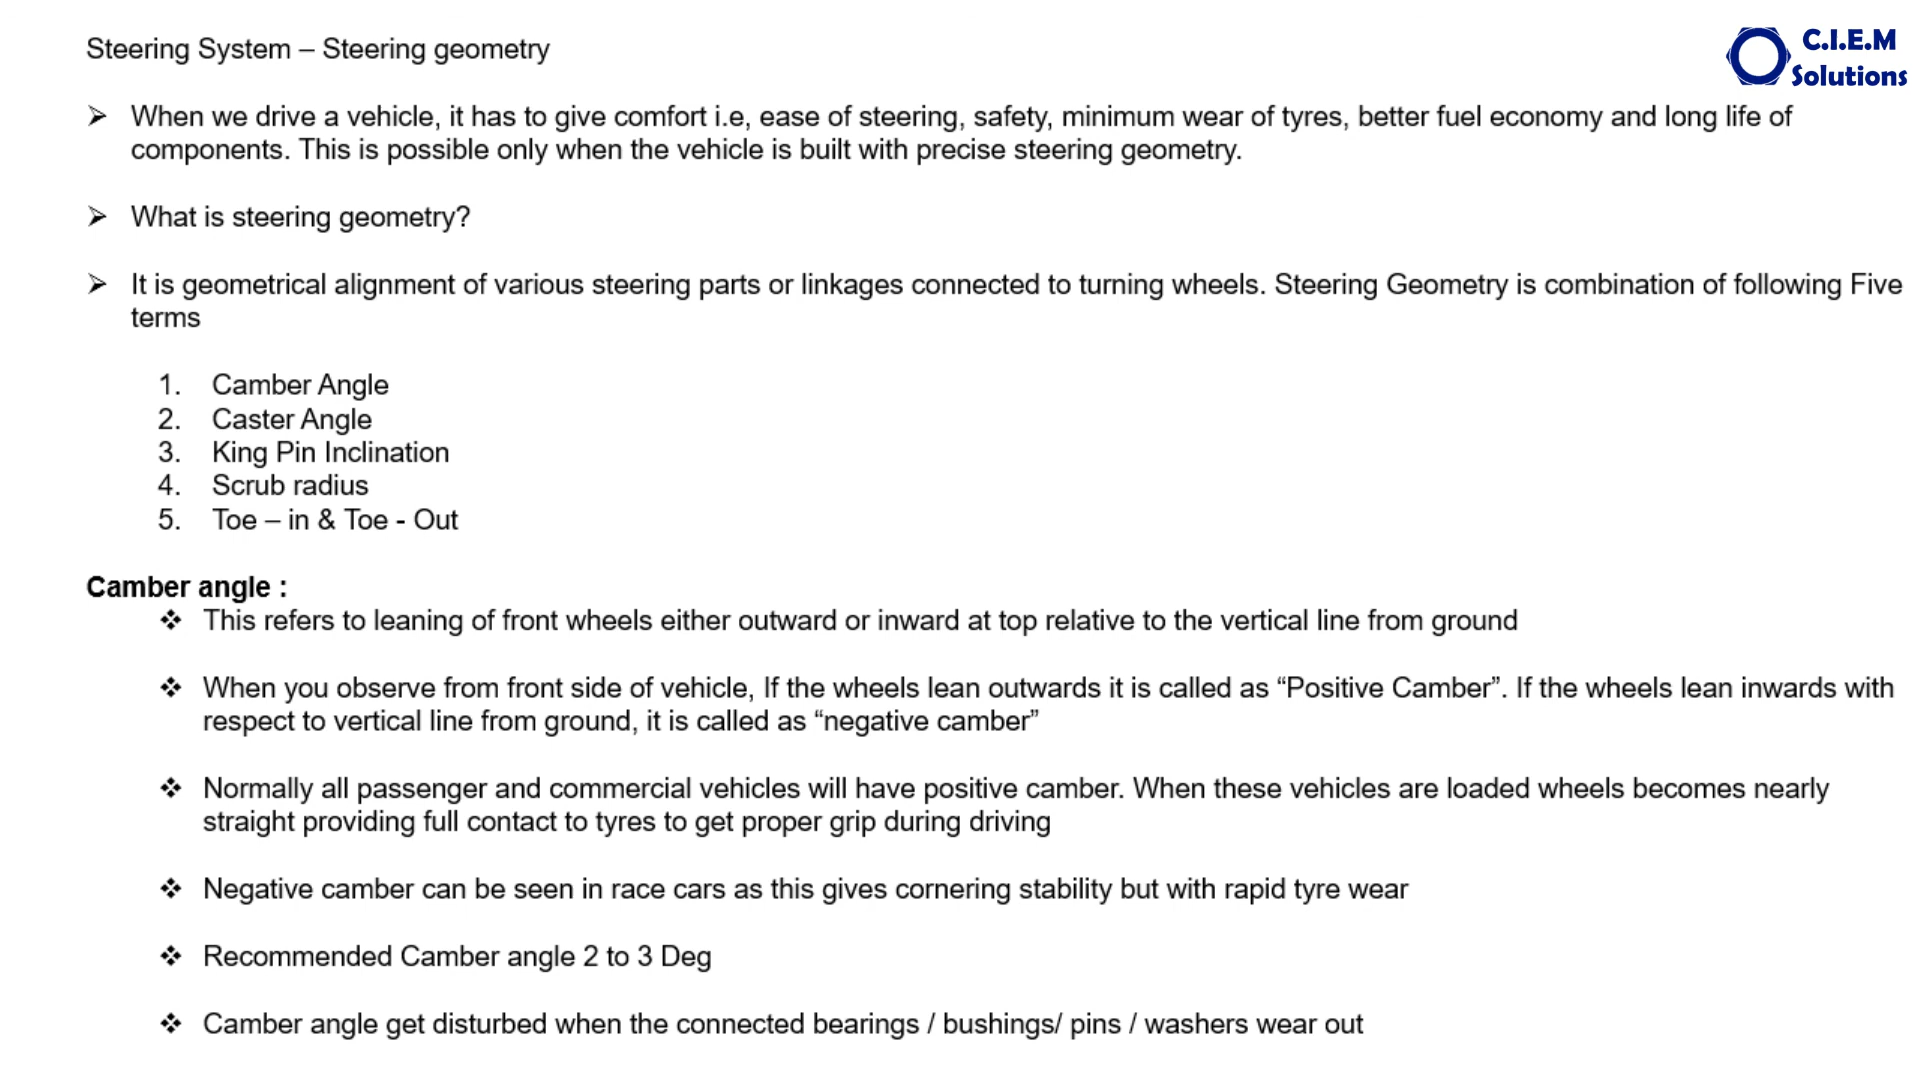 Steering System – Steering geometry
C.I.E.M
Solutions
➢ When we drive a vehicle, it has to give comfort i.e, ease of steering, safety, minimum wear of tyres, better fuel economy and long life of
components. This is possible only when the vehicle is built with precise steering geometry.
➢ What is steering geometry?
➢ It is geometrical alignment of various steering parts or linkages connected to turning wheels. Steering Geometry is combination of following Five
terms
1. Camber Angle
2. Caster Angle
3. King Pin Inclination
4. Scrub radius
5. Toe – in & Toe - Out
Camber angle :
❖ This refers to leaning of front wheels either outward or inward at top relative to the vertical line from ground
❖ When you observe from front side of vehicle, If the wheels lean outwards it is called as “Positive Camber”. If the wheels lean inwards with
respect to vertical line from ground, it is called as “negative camber”
❖ Normally all passenger and commercial vehicles will have positive camber. When these vehicles are loaded wheels becomes nearly
straight providing full contact to tyres to get proper grip during driving
❖ Negative camber can be seen in race cars as this gives cornering stability but with rapid tyre wear
❖ Recommended Camber angle 2 to 3 Deg
❖ Camber angle get disturbed when the connected bearings / bushings/ pins / washers wear out